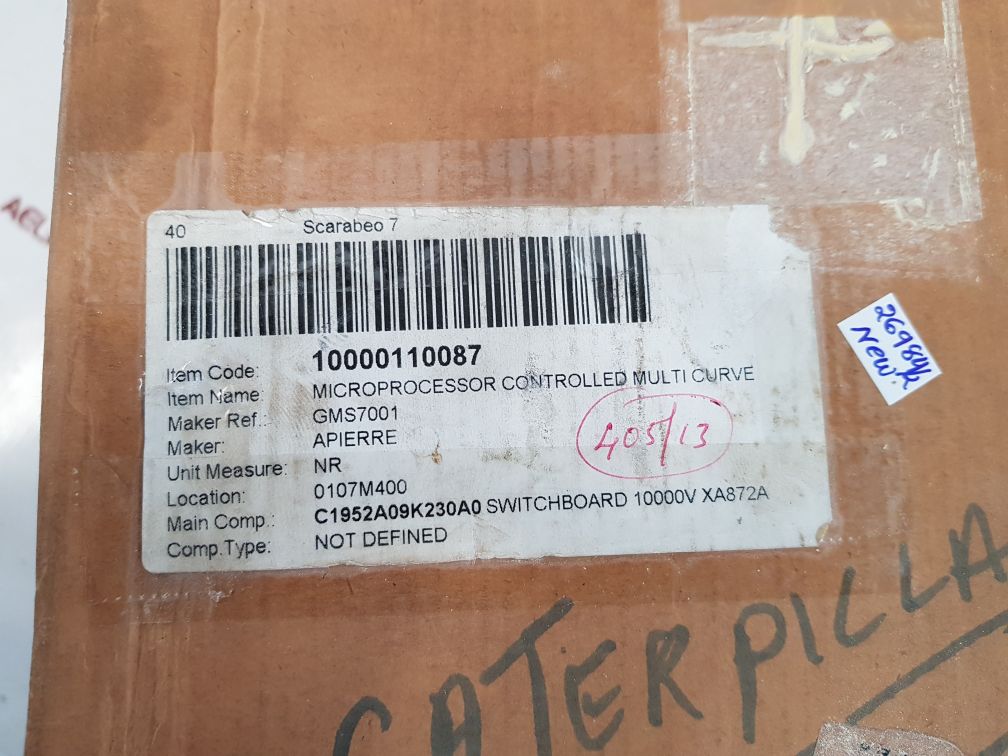 40 Scarabeo 7
Item Code: 10000110087
Item Name: MICROPROCESSOR CONTROLLED MULTI CURVE
Maker Ref.: GMS7001
Maker: APIERRE
Unit Measure: NR
Location: 0107M400
Main Comp.: C1952A09K230A0 SWITCHBOARD 10000V XA872A
Comp.Type: NOT DEFINED
405/13
New.
CATERPILLA